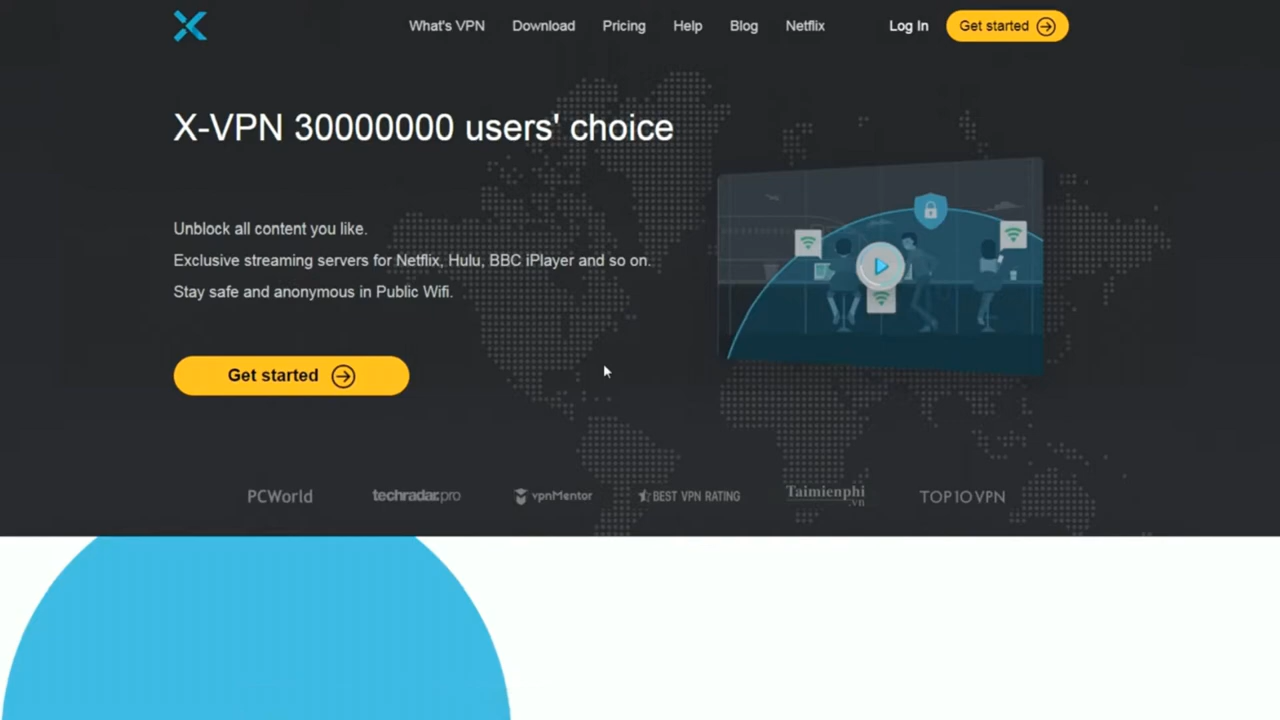 What's VPN Download Pricing Help Blog Netflix Log In Get started
X-VPN 30000000 users' choice
Unblock all content you like.
Exclusive streaming servers for Netflix, Hulu, BBC iPlayer and so on.
Stay safe and anonymous in Public Wifi.
Get started
PCWorld techradar.pro vpnMentor BEST VPN RATING Taimienphi .vn TOP10VPN